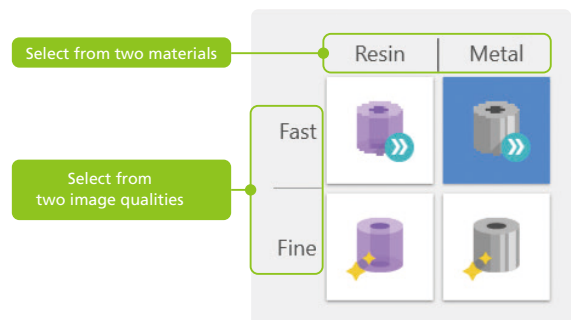 Select from two materials
Resin
Metal
Fast
Select from
two image qualities
Fine